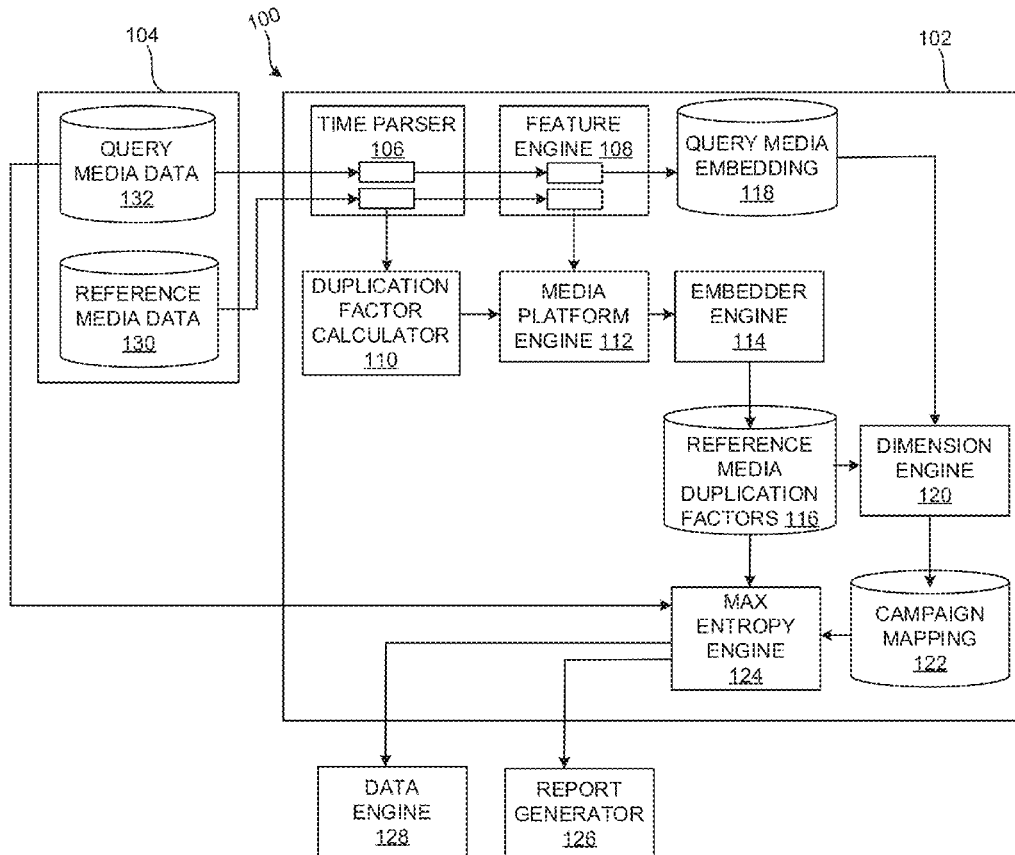 100
104
102
QUERY
MEDIA DATA
132
REFERENCE
MEDIA DATA
130
TIME PARSER
106
FEATURE
ENGINE 108
QUERY MEDIA
EMBEDDING
118
DUPLICATION
FACTOR
CALCULATOR
110
MEDIA
PLATFORM
ENGINE 112
EMBEDDER
ENGINE
114
REFERENCE
MEDIA
DUPLICATION
FACTORS 116
DIMENSION
ENGINE
120
MAX
ENTROPY
ENGINE
124
CAMPAIGN
MAPPING
122
DATA
ENGINE
128
REPORT
GENERATOR
126